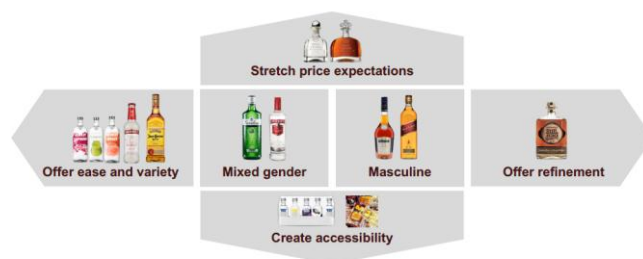 Stretch price expectations
Offer ease and variety
Mixed gender
Masculine
Offer refinement
Create accessibility